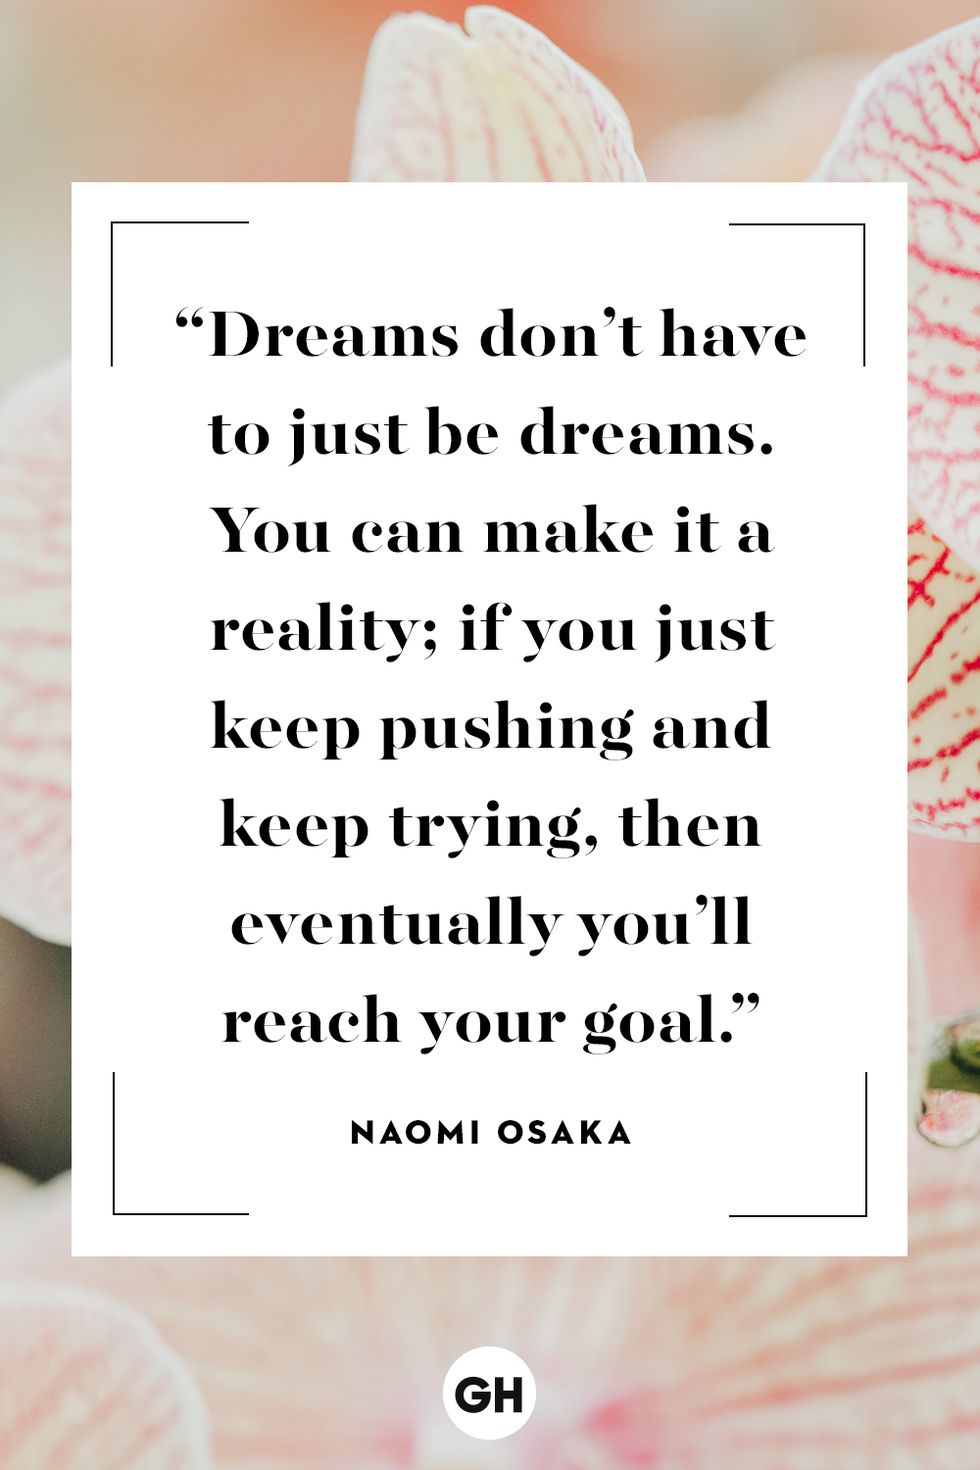 “Dreams don’t have
to just be dreams.
You can make it a
reality; if you just
keep pushing and
keep trying, then
eventually you’ll
reach your goal.”
NAOMI OSAKA
GH